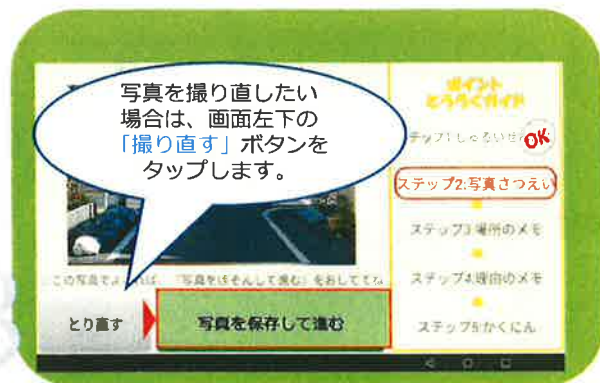 写真を撮り直したい
場合は、画面左下の
「撮り直す」ボタンを
タップします。
この写真でよければ、「写真をほぞんして進む」をおしててね
とり直す
写真を保存して進む
ポイント
とうろくガイド
OK
ステップ2:写真さつえい
ステップ3:場所のメモ
ステップ4:理由のメモ
ステップ5:かくにん